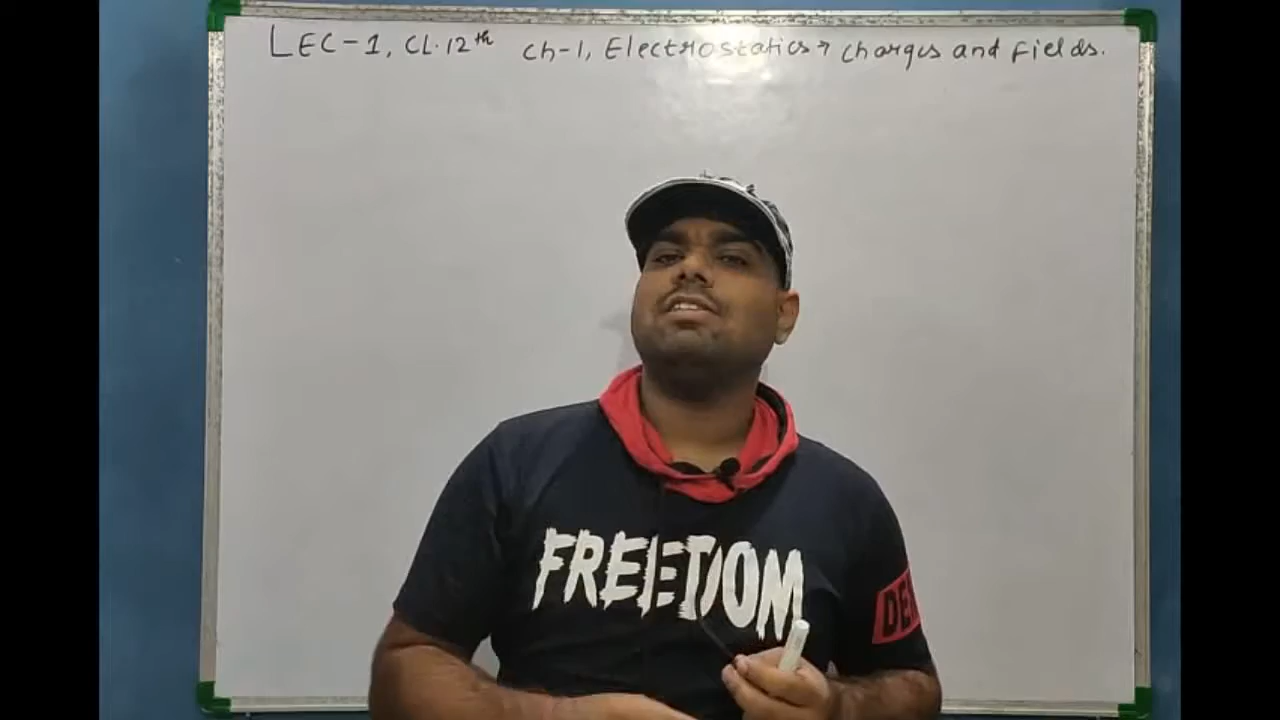 LEC-1, CL.12th Ch-1, Electrostatics → Charges and Fields.
FREEDOM